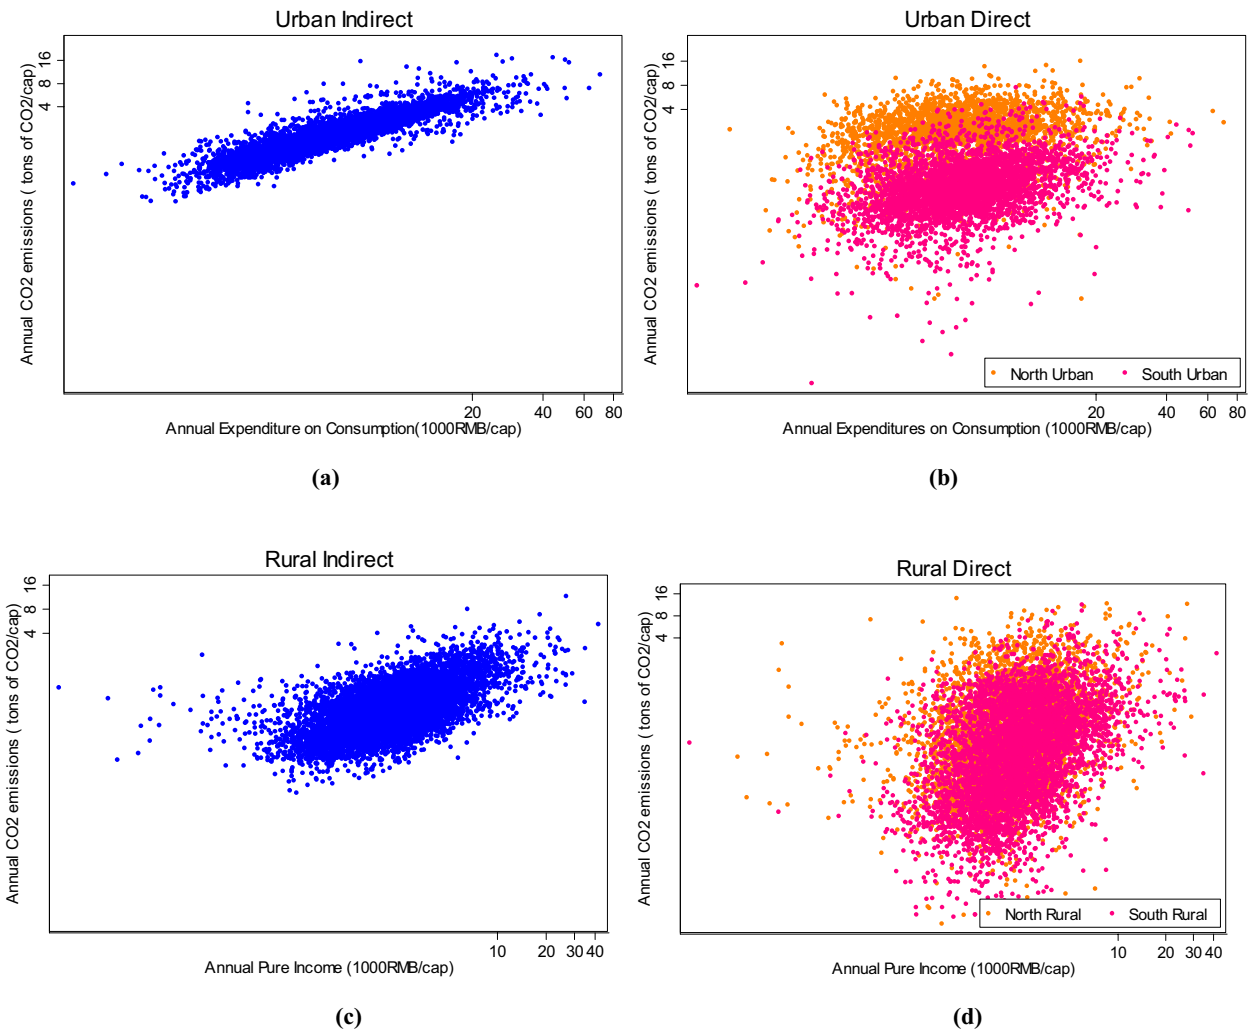 Urban Indirect
Annual CO2 emissions ( tons of CO2/cap)
16
8
4
20 40 60 80
Annual Expenditure on Consumption(1000RMB/cap)
(a)
Urban Direct
Annual CO2 emissions ( tons of CO2/cap)
16
8
4
North Urban South Urban
20 40 60 80
Annual Expenditures on Consumption (1000RMB/cap)
(b)
Rural Indirect
Annual CO2 emissions ( tons of CO2/cap)
16
8
4
10 20 30 40
Annual Pure Income (1000RMB/cap)
(c)
Rural Direct
Annual CO2 emissions ( tons of CO2/cap)
16
8
4
North Rural South Rural
10 20 30 40
Annual Pure Income (1000RMB/cap)
(d)